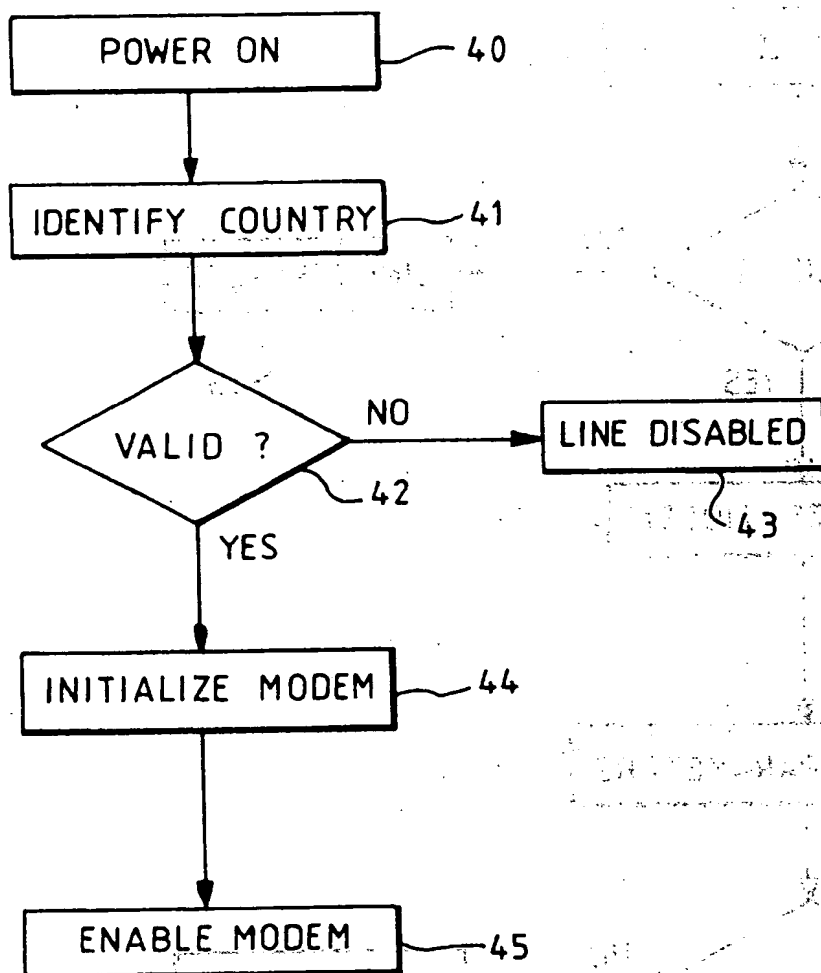 POWER ON
40
IDENTIFY COUNTRY
41
VALID ?
NO
LINE DISABLED
42
43
YES
INITIALIZE MODEM
44
ENABLE MODEM
45